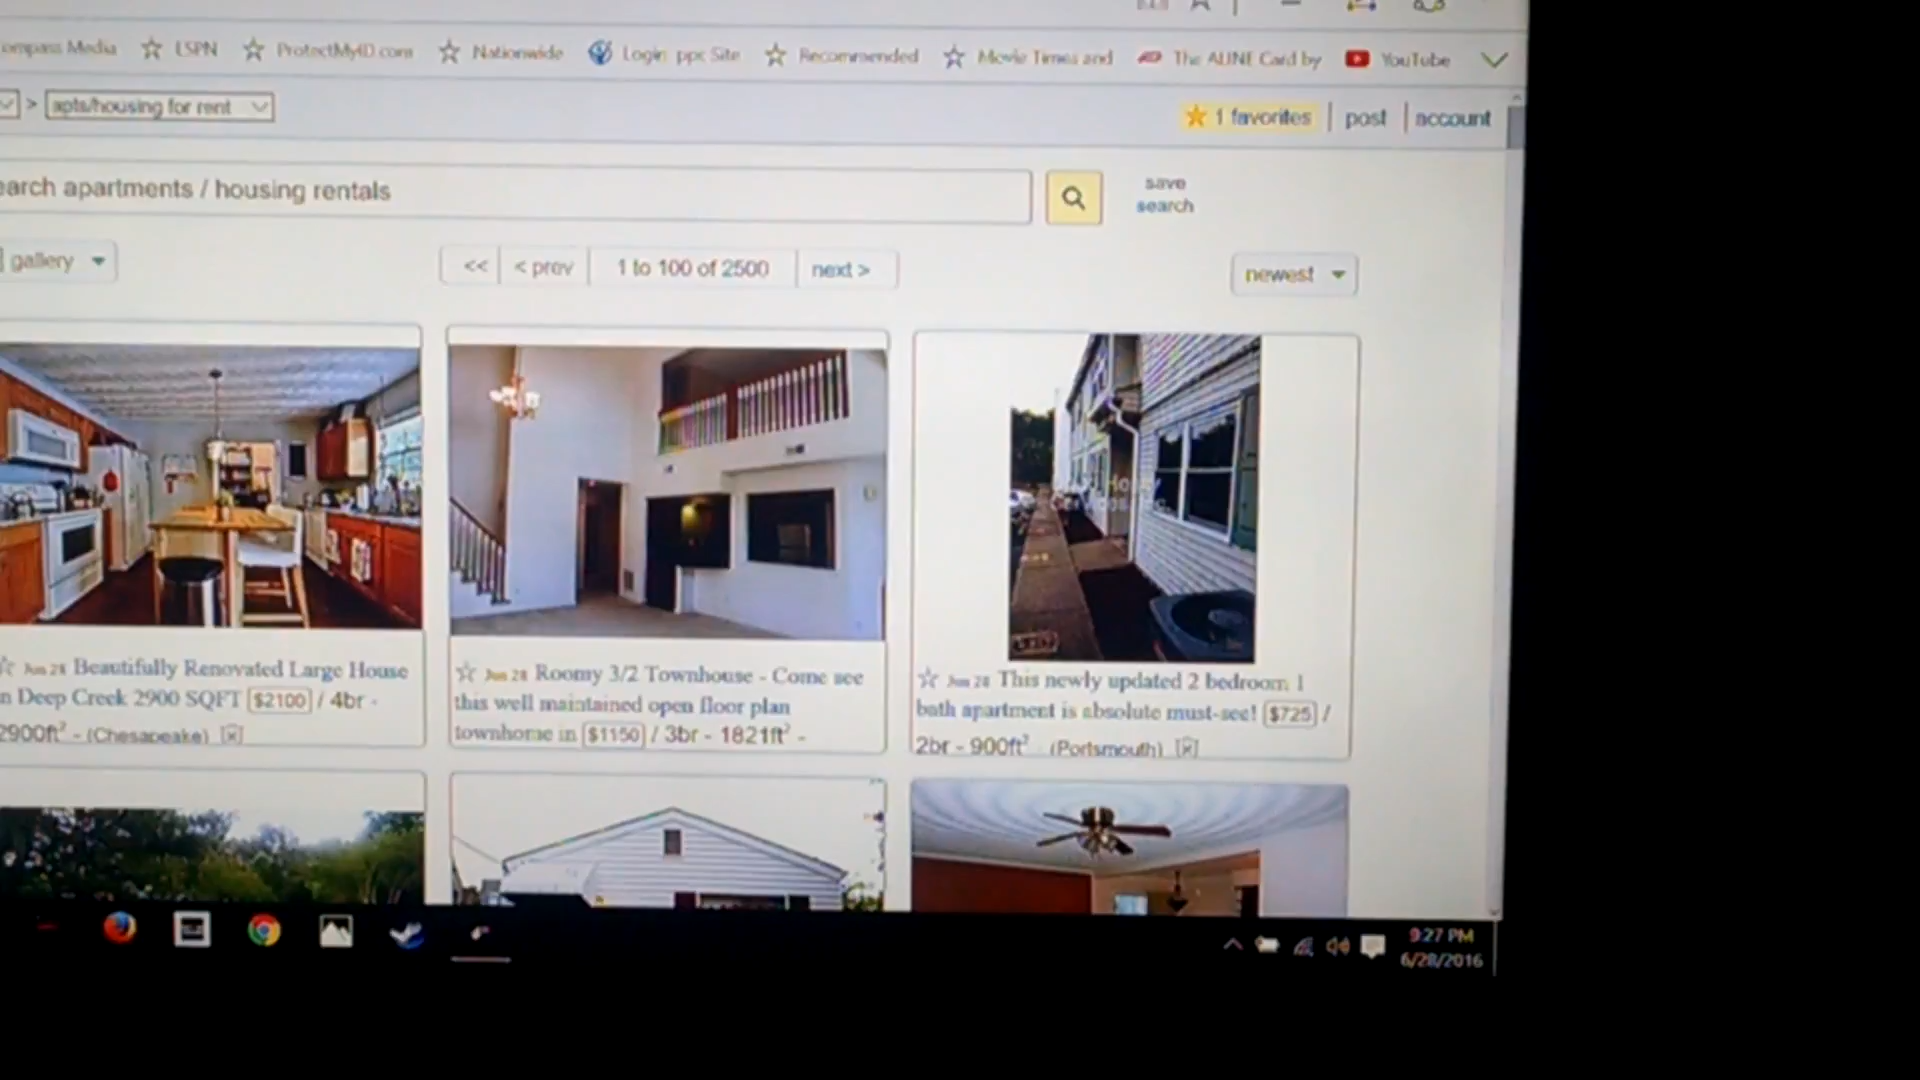 ompass Media ESPN ProtectMyID.com Nationwide Login: ppc Site Recommended Movie Times and The ALINE Card by YouTube
> apts/housing for rent
1 favorites post account
earch apartments / housing rentals
save
search
gallery << < prev 1 to 100 of 2500 next > newest
Jun 28 Beautifully Renovated Large House
n Deep Creek 2900 SQFT $2100 / 4br -
2900ft² - (Chesapeake) [x]
Jun 28 Roomy 3/2 Townhouse - Come see
this well maintained open floor plan
townhome in $1150 / 3br - 1821ft² -
Jun 28 This newly updated 2 bedroom 1
bath apartment is absolute must-see! $725 /
2br - 900ft² (Portsmouth) [x]
9:27 PM
6/28/2016